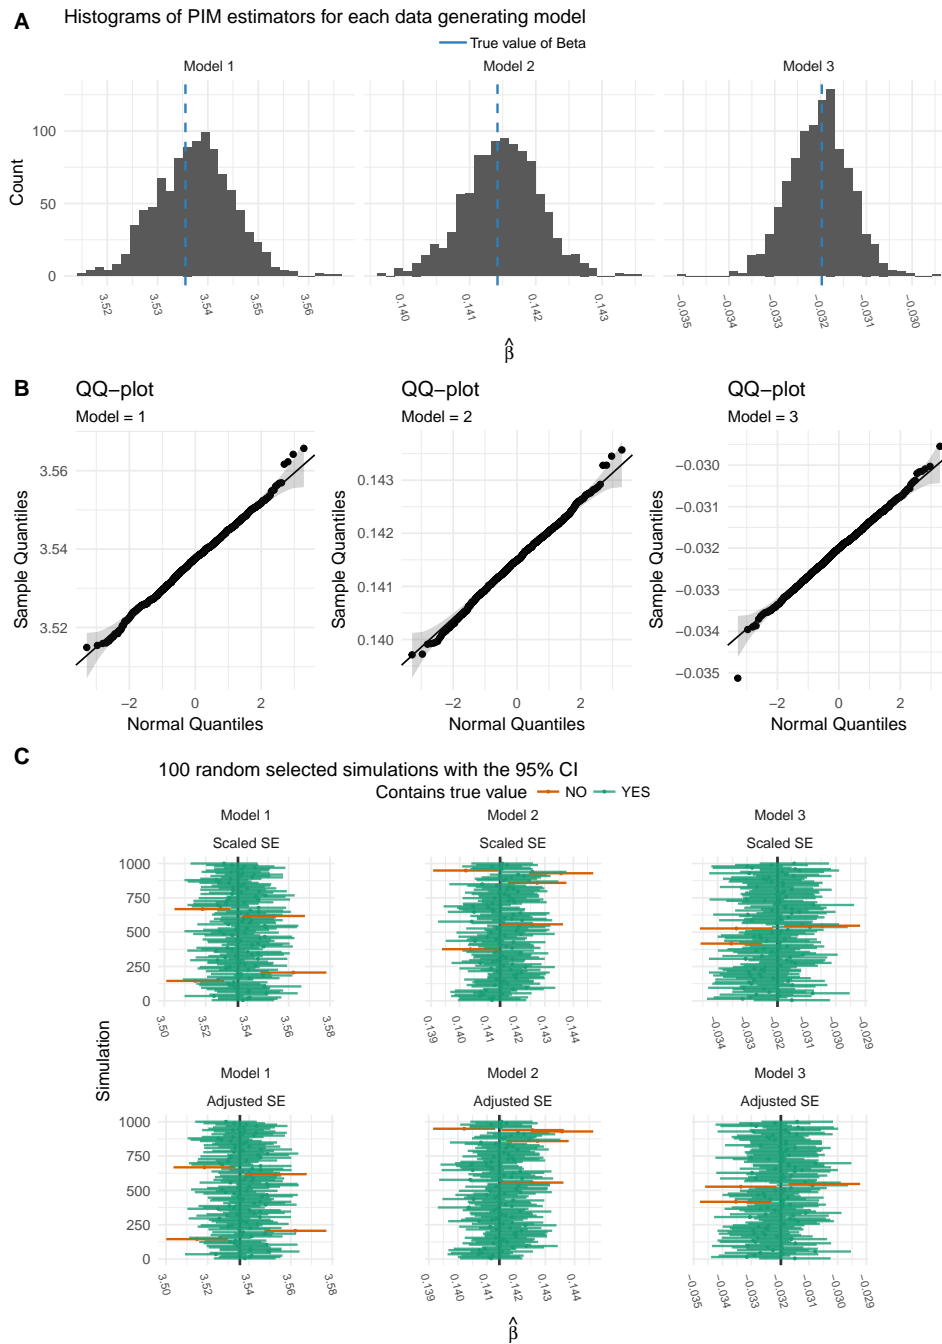 A
Histograms of PIM estimators for each data generating model
True value of Beta
Model 1
Model 2
Model 3
Count
100
50
0
3.52
3.53
3.54
3.55
3.56
0.140
0.141
0.142
0.143
−0.035
−0.034
−0.033
−0.032
−0.031
−0.030
β̂
B
QQ−plot
Model = 1
Sample Quantiles
3.56
3.54
3.52
−2
0
2
Normal Quantiles
QQ−plot
Model = 2
Sample Quantiles
0.143
0.142
0.141
0.140
−2
0
2
Normal Quantiles
QQ−plot
Model = 3
Sample Quantiles
−0.030
−0.031
−0.032
−0.033
−0.034
−0.035
−2
0
2
Normal Quantiles
C
100 random selected simulations with the 95% CI
Contains true value NO YES
Simulation
Model 1
Scaled SE
1000
750
500
250
0
3.50
3.52
3.54
3.56
3.58
Model 2
Scaled SE
0.139
0.140
0.141
0.142
0.143
0.144
Model 3
Scaled SE
−0.034
−0.033
−0.032
−0.031
−0.030
−0.029
Model 1
Adjusted SE
1000
750
500
250
0
3.50
3.52
3.54
3.56
3.58
Model 2
Adjusted SE
0.139
0.140
0.141
0.142
0.143
0.144
Model 3
Adjusted SE
−0.035
−0.034
−0.033
−0.032
−0.031
−0.030
−0.029
β̂